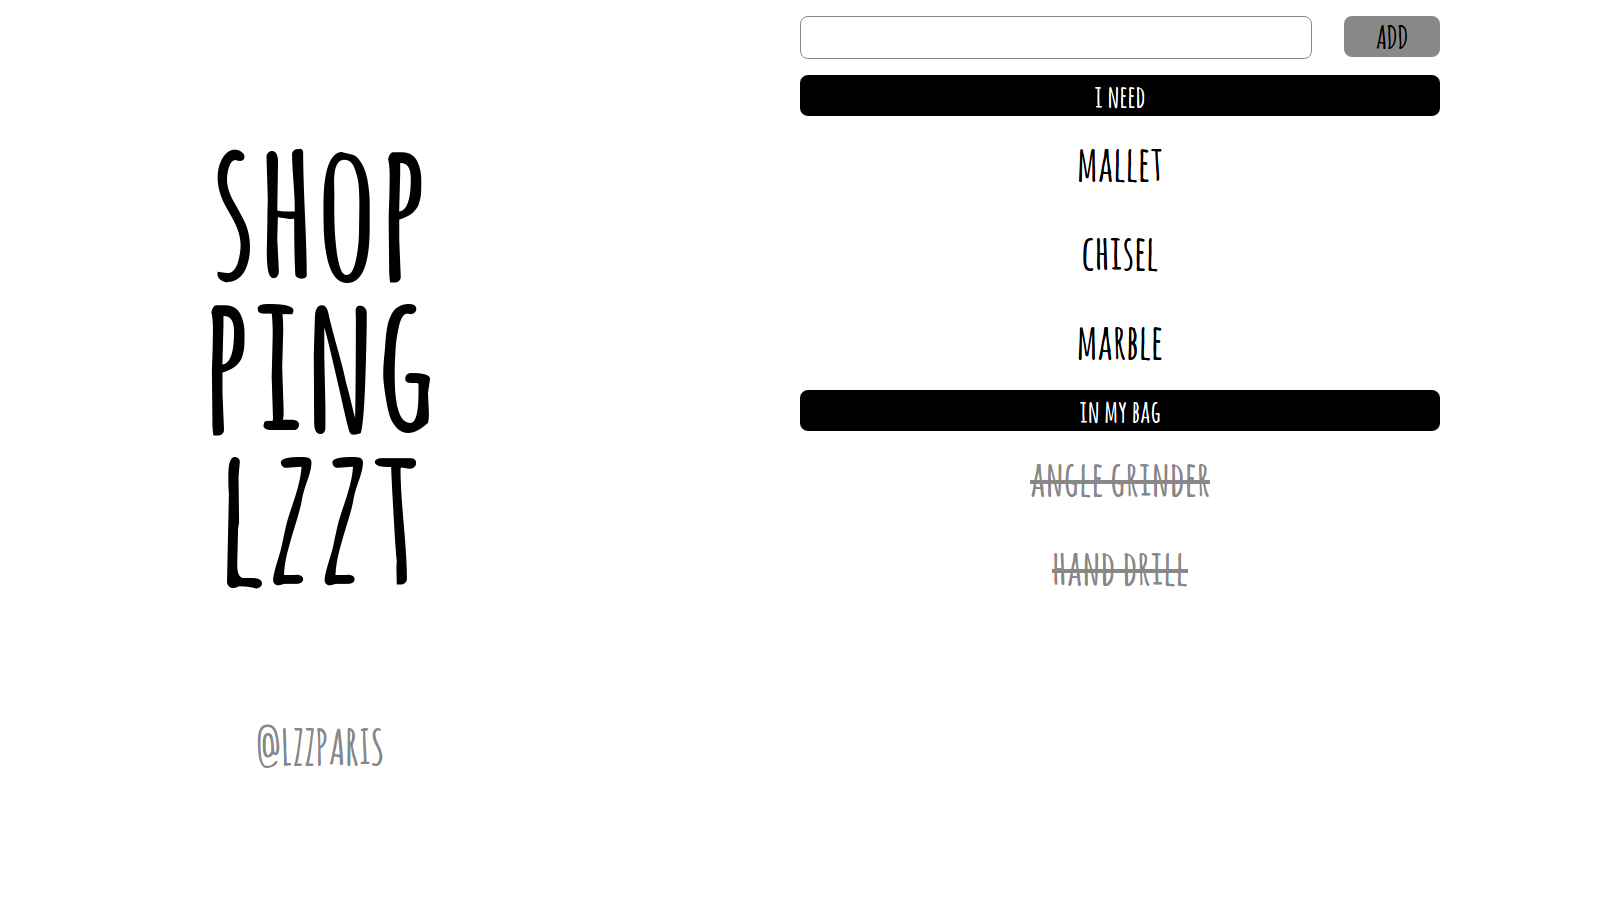 SHOP
PING
LZZT
@LZZPARIS
ADD
I NEED
MALLET
CHISEL
MARBLE
IN MY BAG
ANGLE GRINDER
HAND DRILL